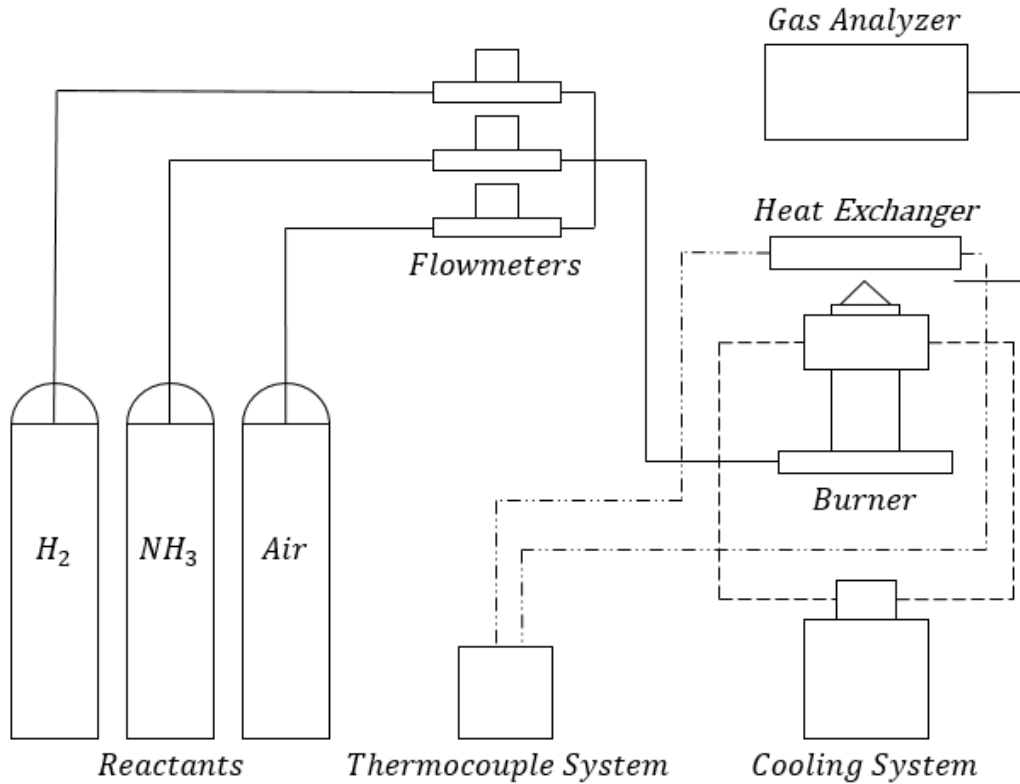 Gas Analyzer
Heat Exchanger
Flowmeters
Burner
H₂
NH₃
Air
Reactants
Thermocouple System
Cooling System